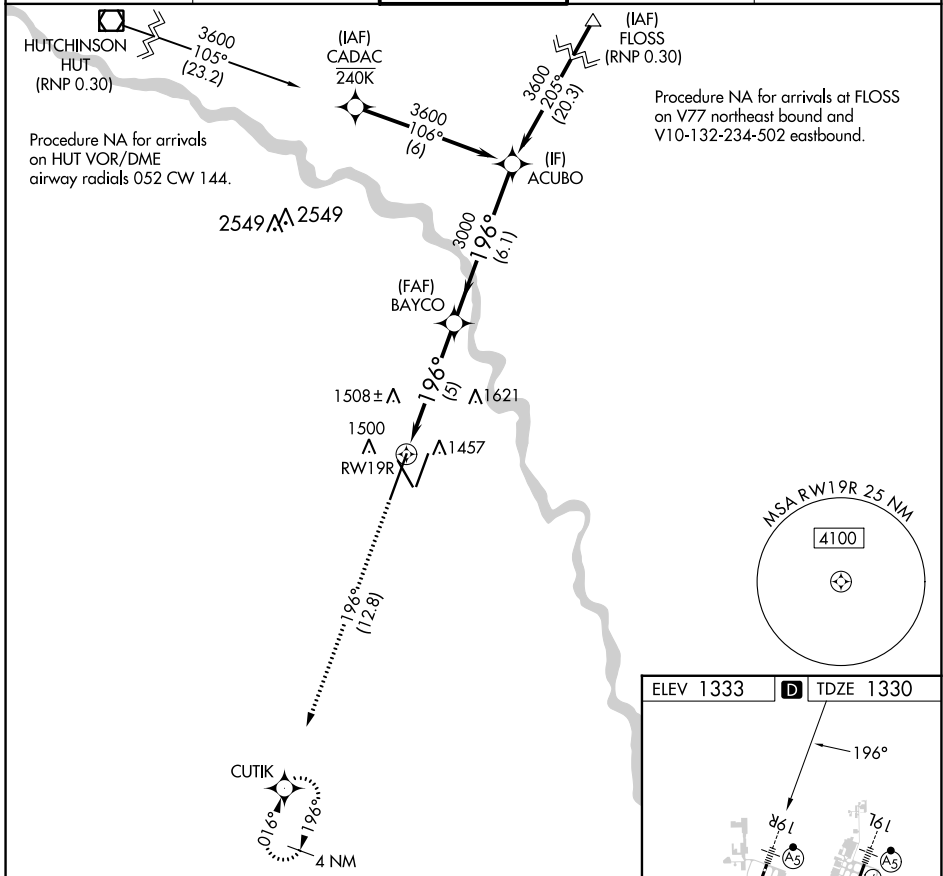 HUTCHINSON
HUT
(RNP 0.30)
3600
105°
(23.2)
(IAF)
CADAC
240K
3600
106°
(6)
(IAF)
FLOSS
(RNP 0.30)
3600
205°
(20.3)
Procedure NA for arrivals at FLOSS
on V77 northeast bound and
V10-132-234-502 eastbound.
Procedure NA for arrivals
on HUT VOR/DME
airway radials 052 CW 144.
(IF)
ACUBO
2549 2549
3000
196°
(6.1)
(FAF)
BAYCO
196°
(5)
1508± 1621
1500
1457
RW19R
MSA RW19R 25 NM
4100
196°
(12.8)
CUTIK
016°
196°
4 NM
ELEV 1333 D TDZE 1330
196°
19R 19L
A5 A5